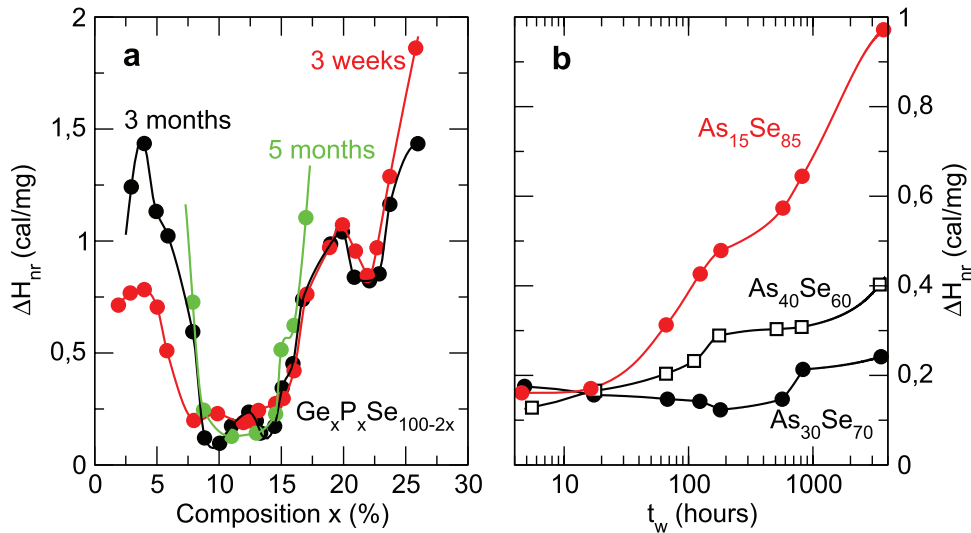 a
3 weeks
3 months
5 months
GexPxSe100-2x
ΔHnr (cal/mg)
0
0,5
1
1,5
2
0 5 10 15 20 25 30
Composition x (%)
b
As15Se85
As40Se60
As30Se70
ΔHnr (cal/mg)
0
0,2
0,4
0,6
0,8
1
10 100 1000
tw (hours)